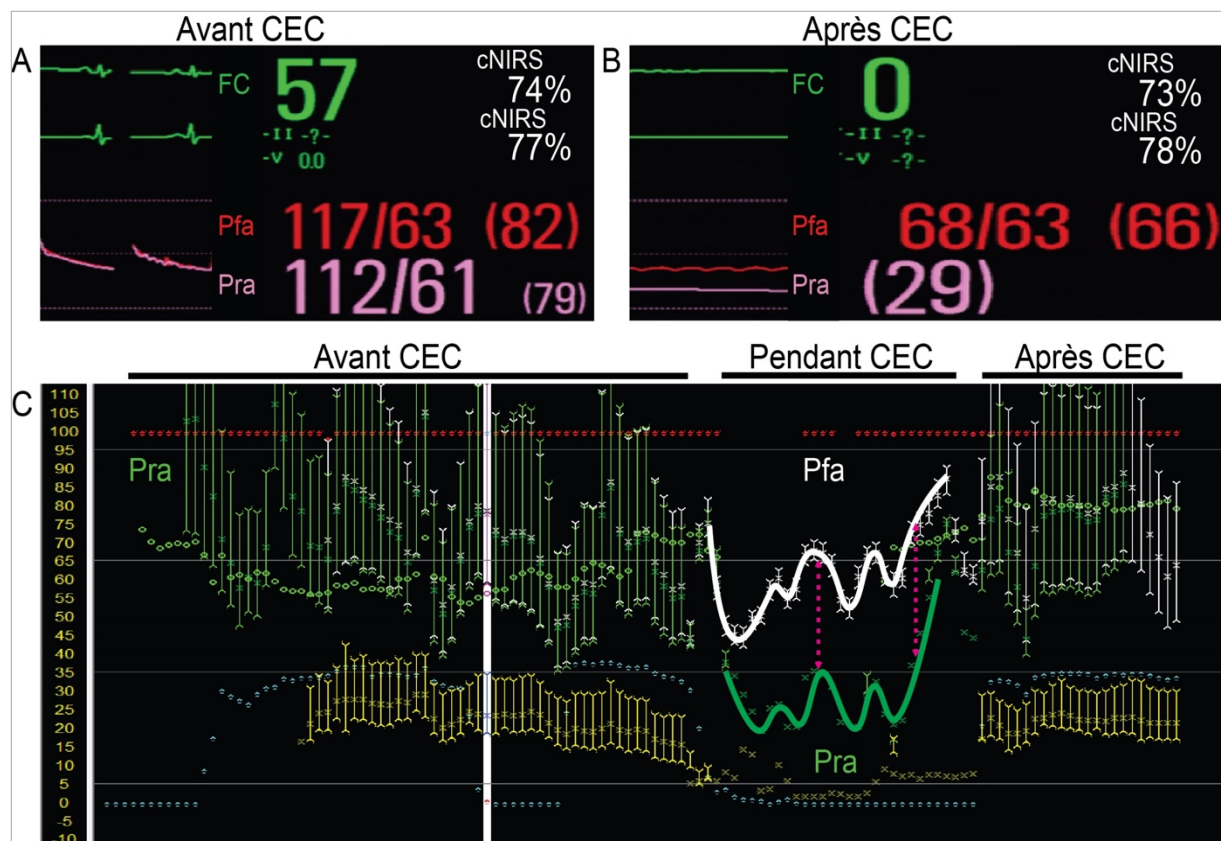 Avant CEC
Après CEC
A
FC
57
cNIRS
74%
cNIRS
77%
-II -?-
-V 0.0
Pfa
117/63 (82)
Pra
112/61 (79)
B
FC
0
cNIRS
73%
cNIRS
78%
-II -?-
-V -?-
Pfa
68/63 (66)
Pra
(29)
Avant CEC
Pendant CEC
Après CEC
C
110
105
100
95
90
85
80
75
70
65
60
55
50
45
40
35
30
25
20
15
10
5
0
-5
-10
Pra
Pfa
Pra